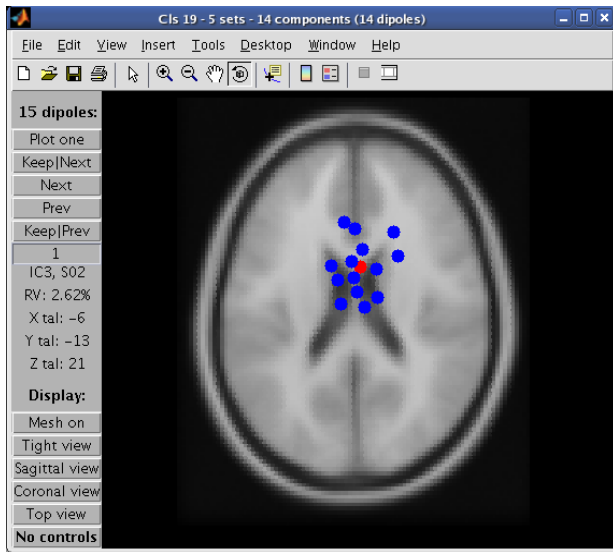 Cls 19 - 5 sets - 14 components (14 dipoles)
File Edit View Insert Tools Desktop Window Help
15 dipoles:
Plot one
Keep|Next
Next
Prev
Keep|Prev
1
IC3, S02
RV: 2.62%
X tal: −6
Y tal: −13
Z tal: 21
Display:
Mesh on
Tight view
Sagittal view
Coronal view
Top view
No controls